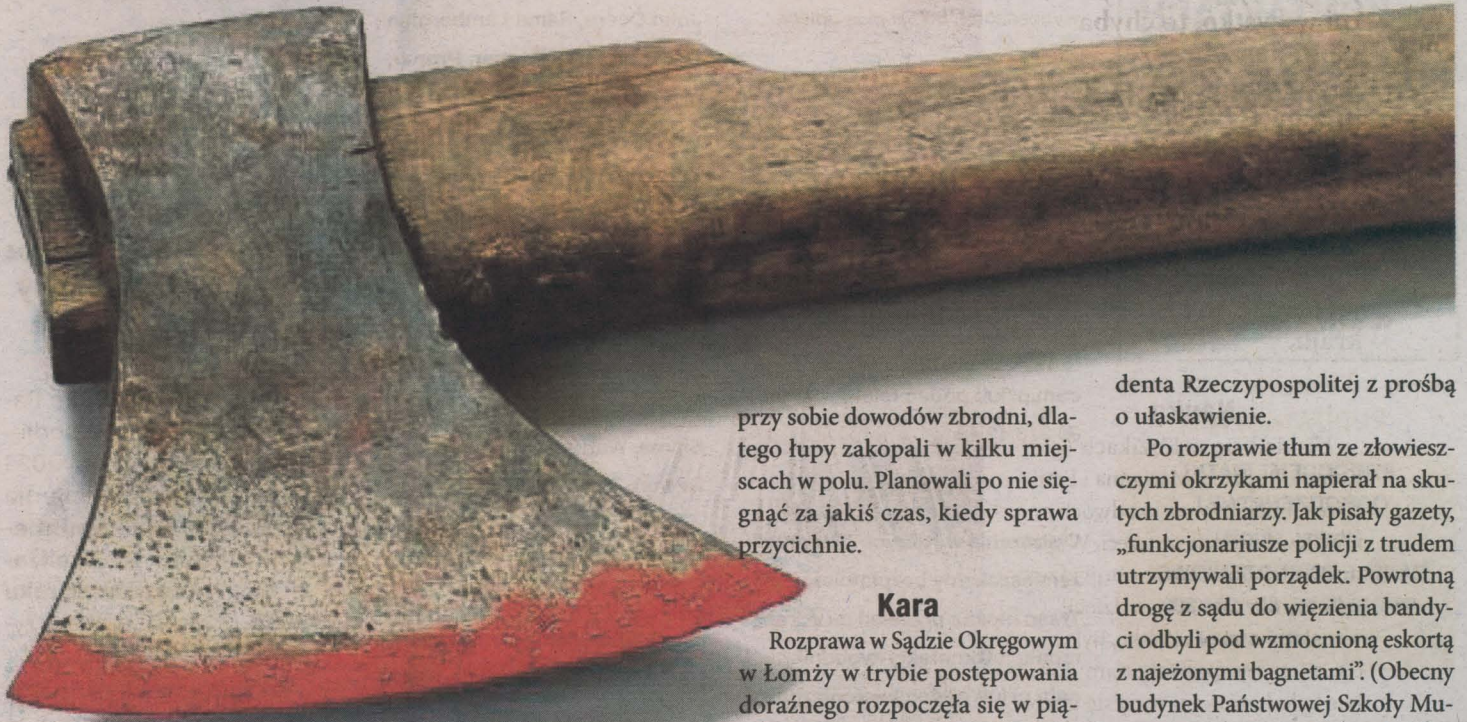 przy sobie dowodów zbrodni, dla-
tego łupy zakopali w kilku miej-
scach w polu. Planowali po nie się-
gnąć za jakiś czas, kiedy sprawa
przycichnie.
Kara
Rozprawa w Sądzie Okręgowym
w Łomży w trybie postępowania
doraźnego rozpoczęła się w pią-
denta Rzeczypospolitej z prośbą
o ułaskawienie.
Po rozprawie tłum ze złowiesz-
czymi okrzykami napierał na sku-
tych zbrodniarzy. Jak pisały gazety,
„funkcjonariusze policji z trudem
utrzymywali porządek. Powrotną
drogę z sądu do więzienia bandy-
ci odbyli pod wzmocnioną eskortą
z najeżonymi bagnetami”. (Obecny
budynek Państwowej Szkoły Mu-